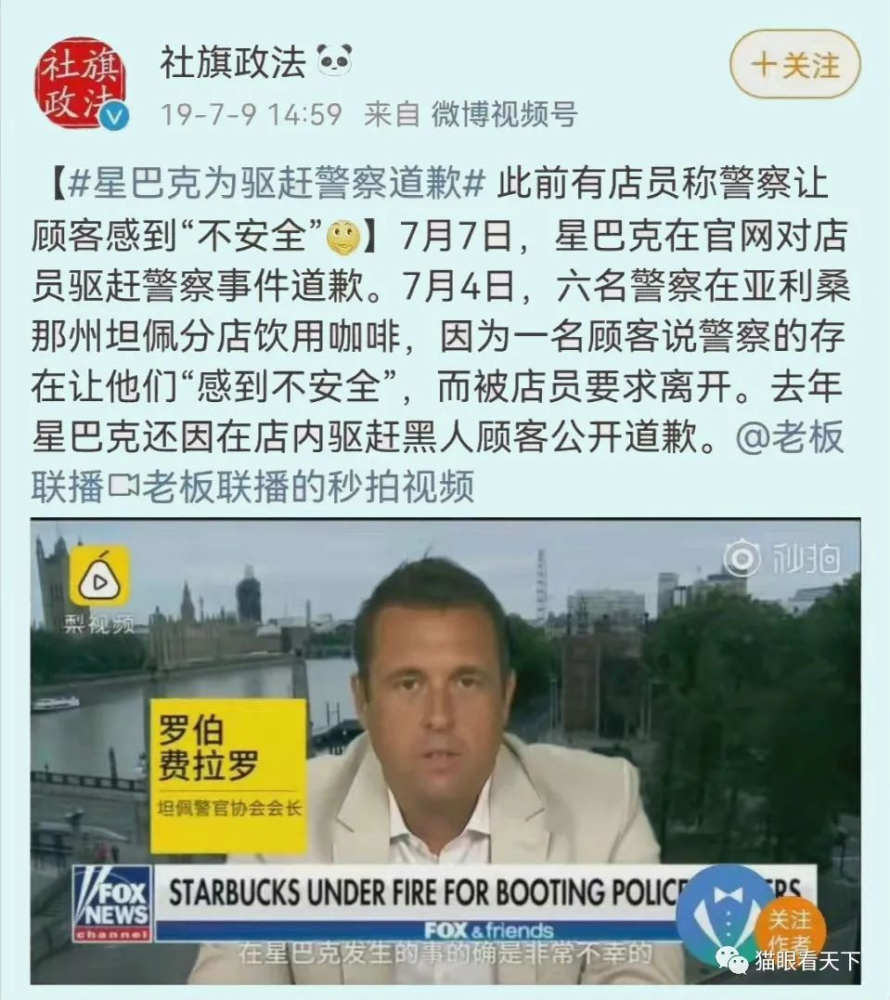 社旗
政法
社旗政法
+关注
19-7-9 14:59 来自 微博视频号
【#星巴克为驱赶警察道歉# 此前有店员称警察让
顾客感到“不安全”】7月7日，星巴克在官网对店
员驱赶警察事件道歉。7月4日，六名警察在亚利桑
那州坦佩分店饮用咖啡，因为一名顾客说警察的存
在让他们“感到不安全”，而被店员要求离开。去年
星巴克还因在店内驱赶黑人顾客公开道歉。@老板
联播老板联播的秒拍视频
梨视频
秒拍
罗伯
费拉罗
坦佩警官协会会长
FOX
NEWS
channel
STARBUCKS UNDER FIRE FOR BOOTING POLICE
FOX & friends
在星巴克发生的事的确是非常不幸的
关注
作者
猫眼看天下